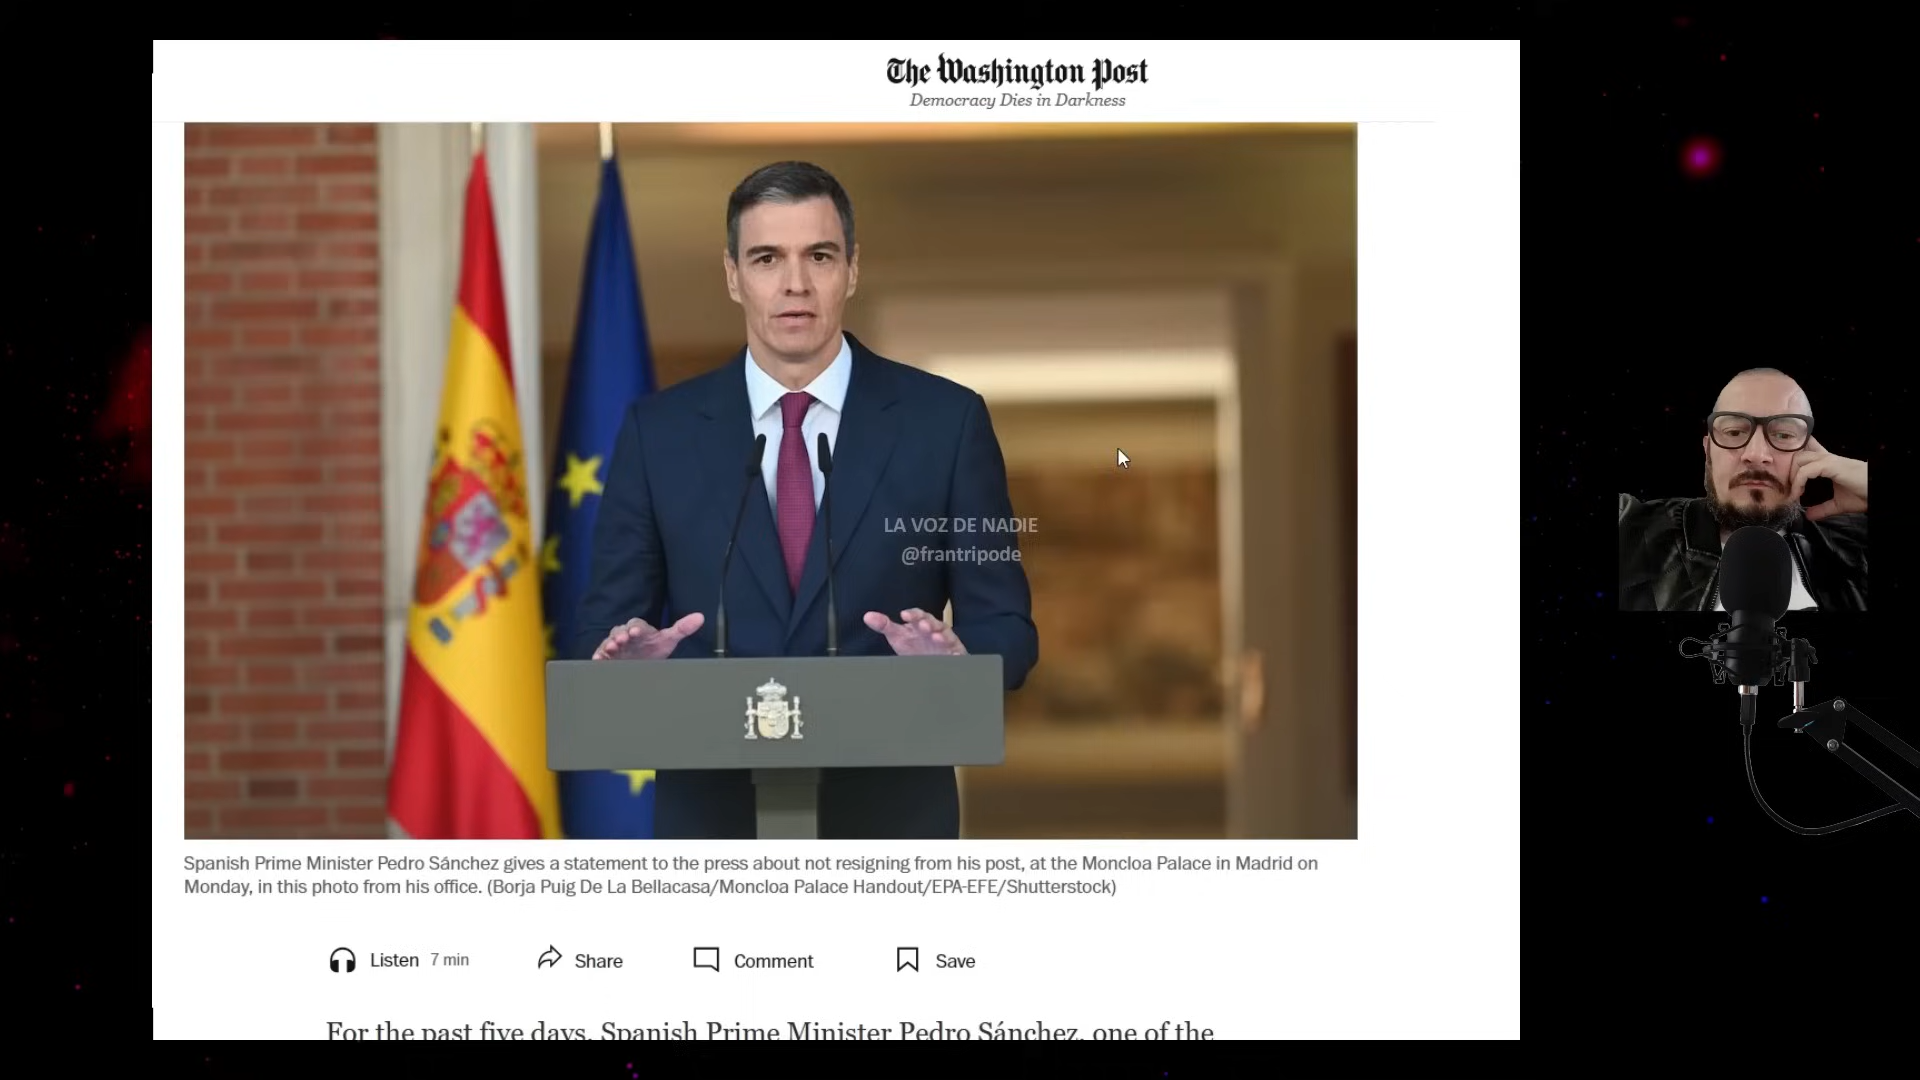 The Washington Post
Democracy Dies in Darkness
LA VOZ DE NADIE
@frantripode
Spanish Prime Minister Pedro Sánchez gives a statement to the press about not resigning from his post, at the Moncloa Palace in Madrid on
Monday, in this photo from his office. (Borja Puig De La Bellacasa/Moncloa Palace Handout/EPA-EFE/Shutterstock)
Listen 7 min Share Comment Save
For the past five days, Spanish Prime Minister Pedro Sánchez, one of the